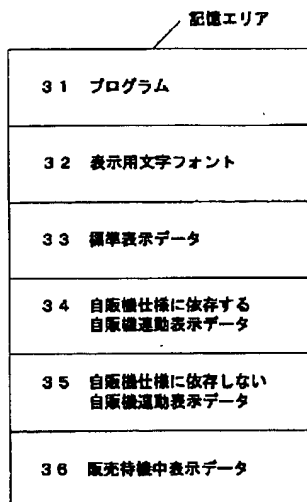 記憶エリア
31 プログラム
32 表示用文字フォント
33 標準表示データ
34 自販機仕様に依存する
自販機連動表示データ
35 自販機仕様に依存しない
自販機連動表示データ
36 販売待機中表示データ